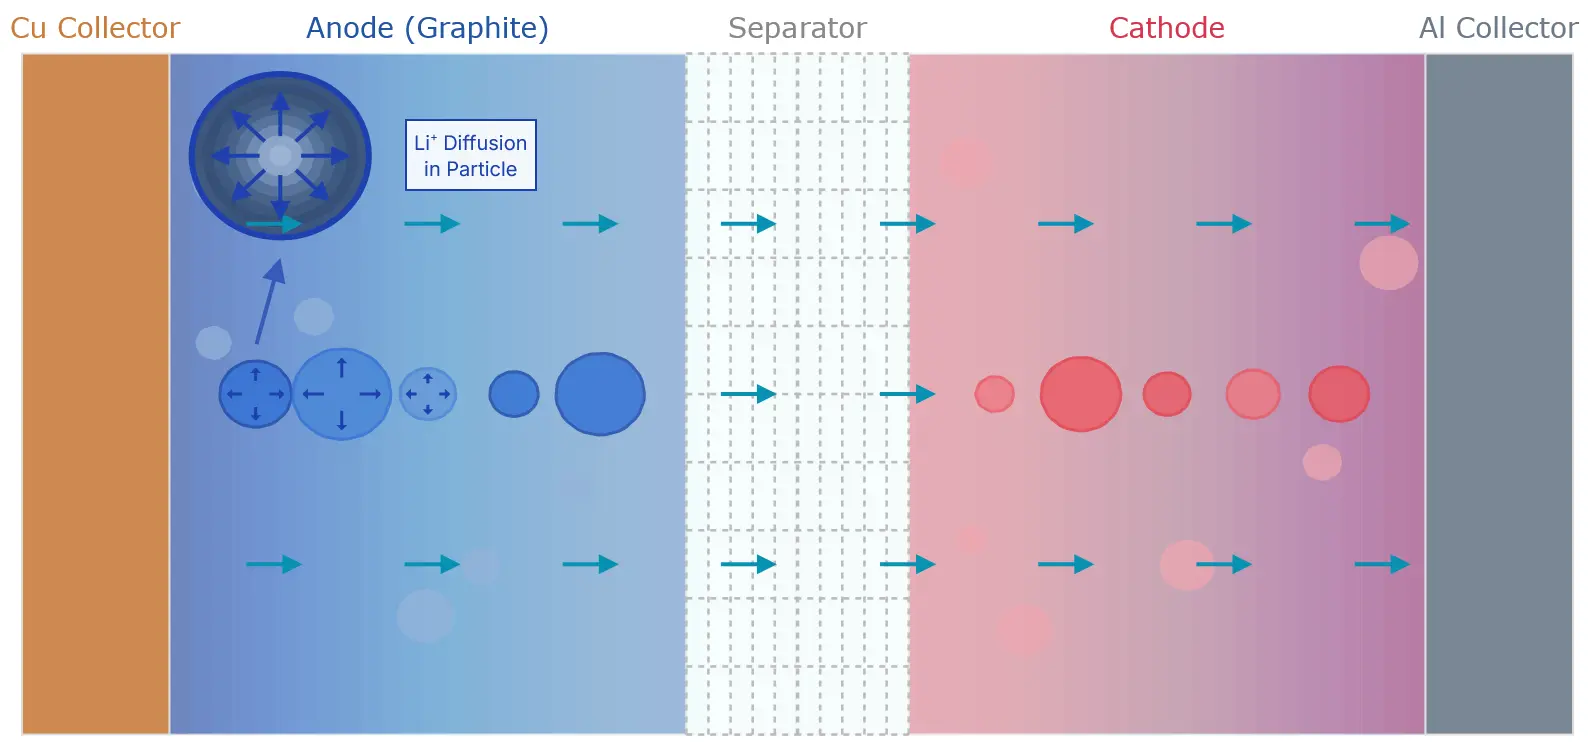 Cu Collector
Anode (Graphite)
Separator
Cathode
Al Collector
Li⁺ Diffusion
in Particle